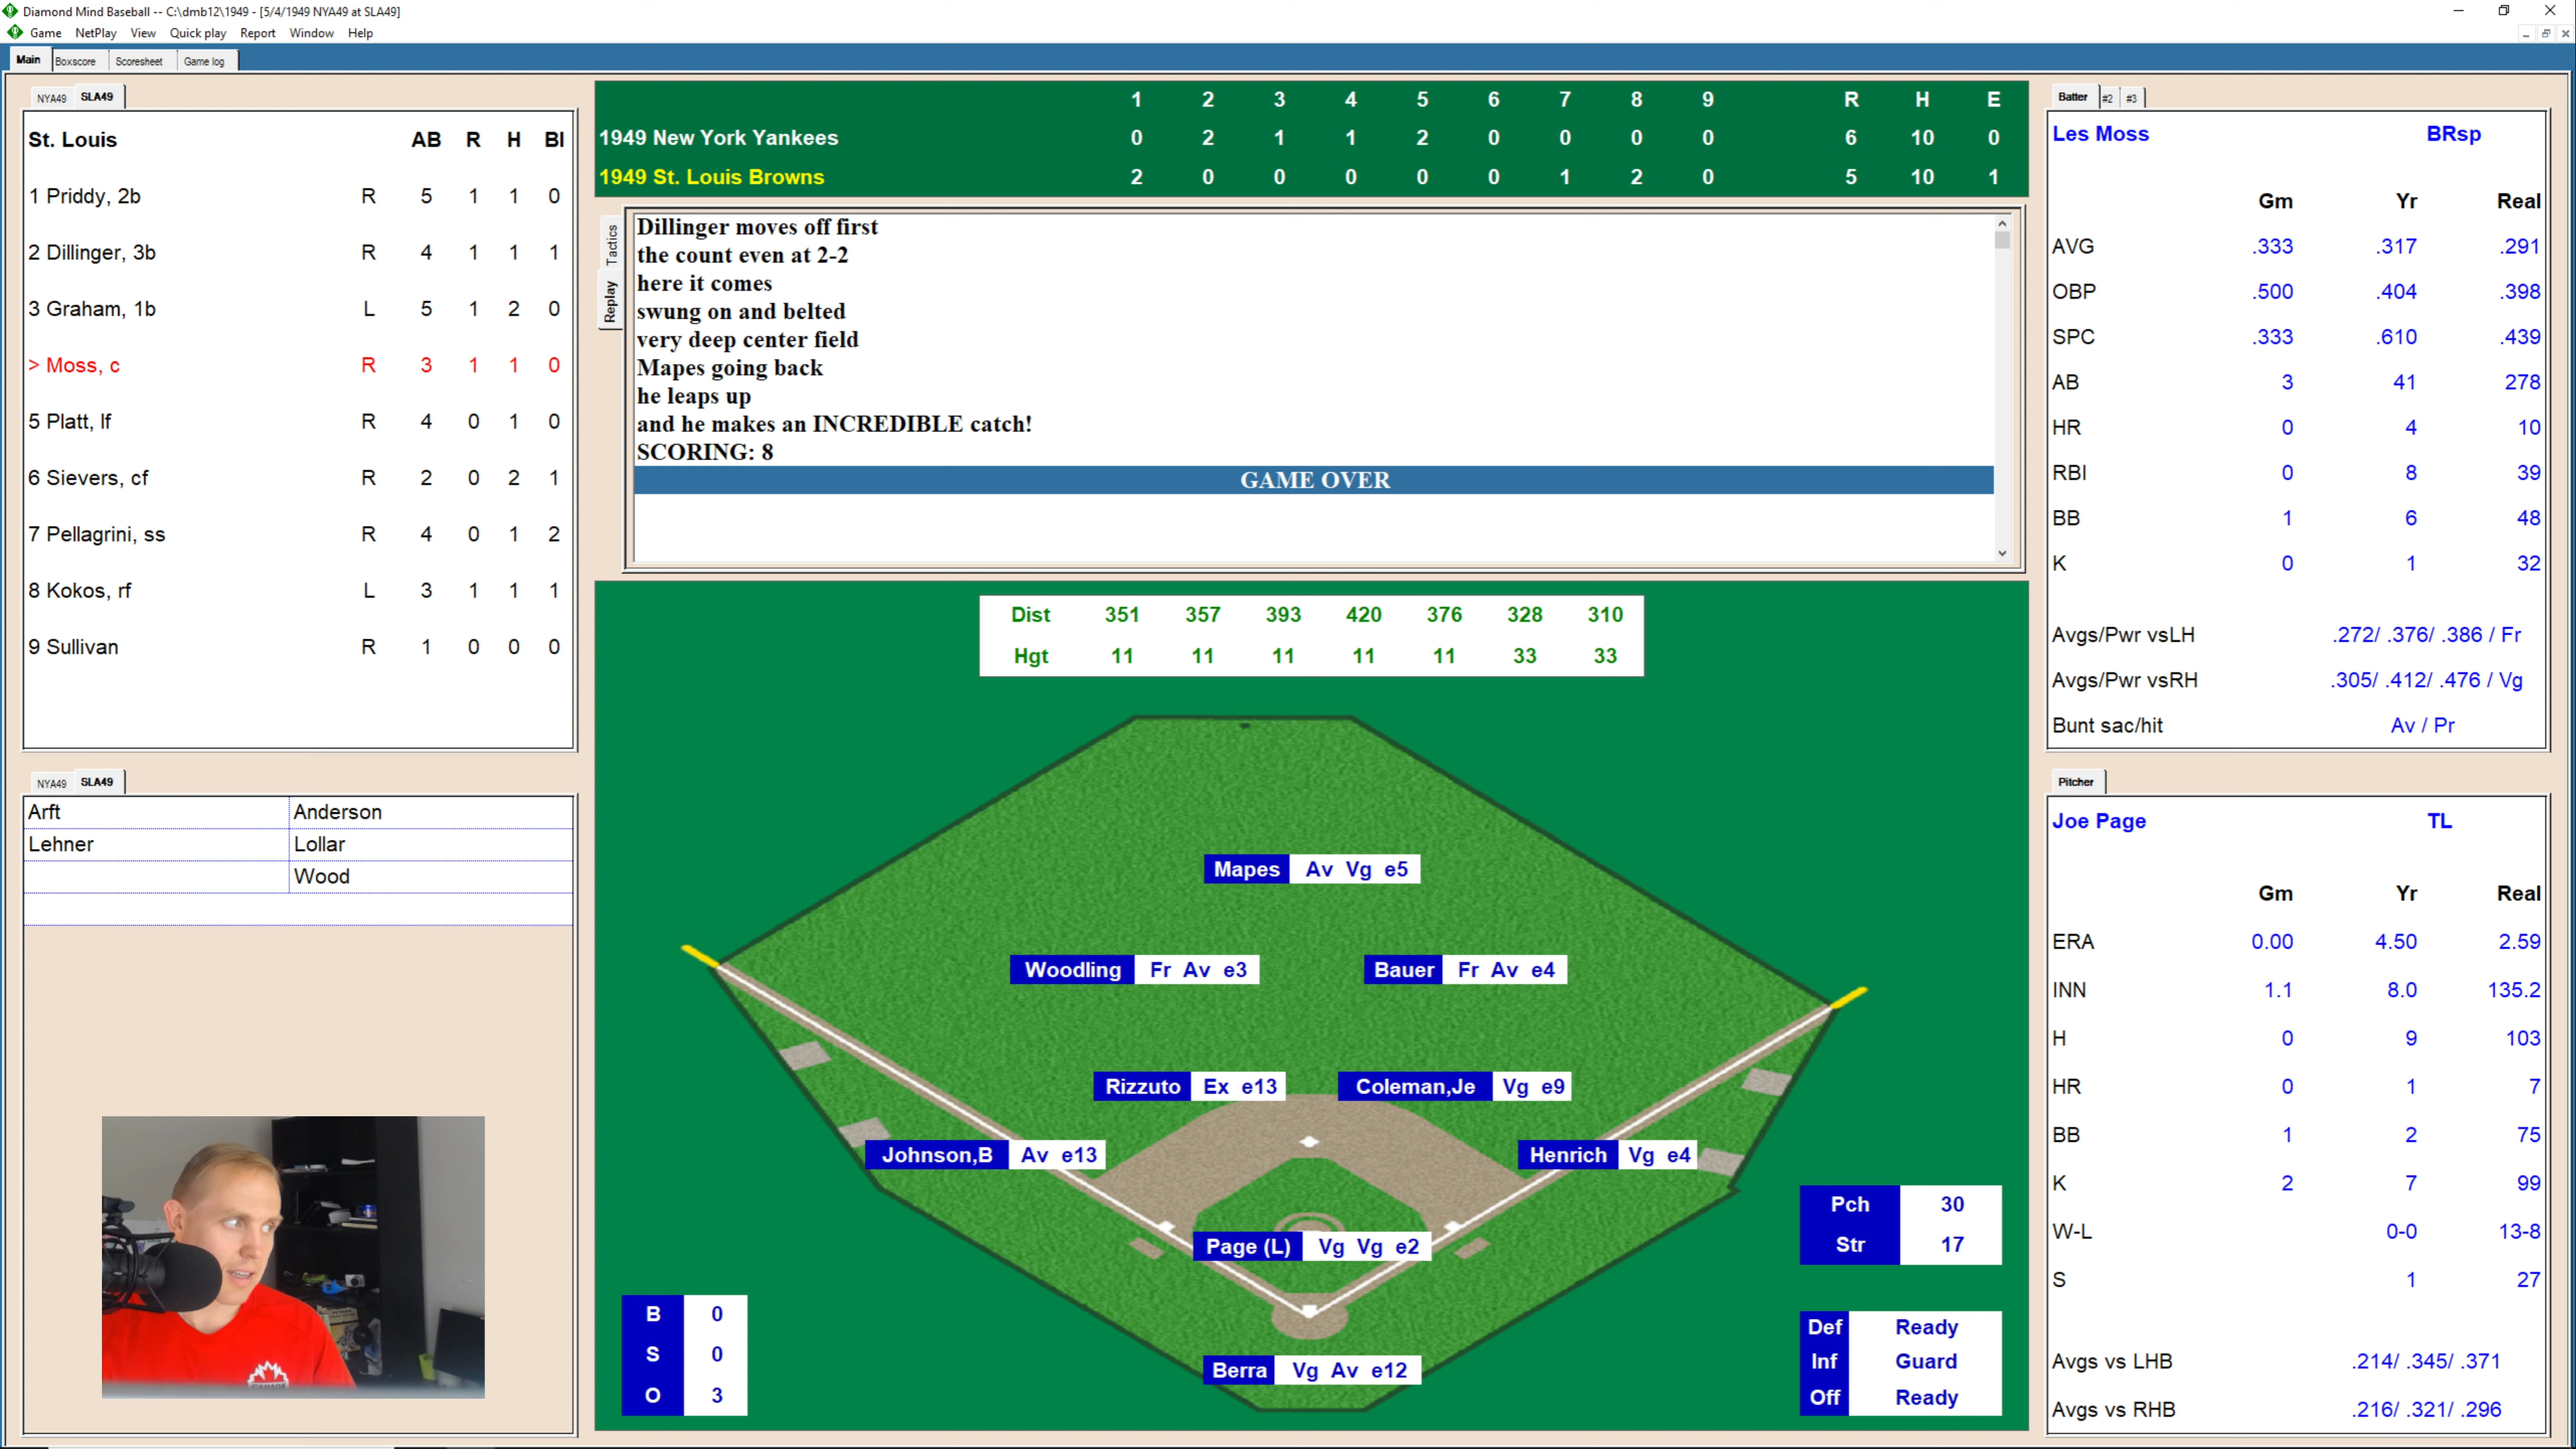 Diamond Mind Baseball -- C:\dmb12\1949 - [5/4/1949 NYA49 at SLA49]
Game NetPlay View Quick play Report Window Help
Main Boxscore Scoresheet Game log
NYA49 SLA49
St. Louis AB R H BI
1 Priddy, 2b R 5 1 1 0
2 Dillinger, 3b R 4 1 1 1
3 Graham, 1b L 5 1 2 0
> Moss, c R 3 1 1 0
5 Platt, lf R 4 0 1 0
6 Sievers, cf R 2 0 2 1
7 Pellagrini, ss R 4 0 1 2
8 Kokos, rf L 3 1 1 1
9 Sullivan R 1 0 0 0
NYA49 SLA49
Arft Anderson
Lehner Lollar
Wood
1 2 3 4 5 6 7 8 9 R H E
1949 New York Yankees 0 2 1 1 2 0 0 0 0 6 10 0
1949 St. Louis Browns 2 0 0 0 0 0 1 2 0 5 10 1
Tactics
Replay
Dillinger moves off first
the count even at 2-2
here it comes
swung on and belted
very deep center field
Mapes going back
he leaps up
and he makes an INCREDIBLE catch!
SCORING: 8
GAME OVER
Dist 351 357 393 420 376 328 310
Hgt 11 11 11 11 11 33 33
Mapes Av Vg e5
Woodling Fr Av e3
Bauer Fr Av e4
Rizzuto Ex e13
Coleman,Je Vg e9
Johnson,B Av e13
Henrich Vg e4
Page (L) Vg Vg e2
Berra Vg Av e12
B 0
S 0
O 3
Pch 30
Str 17
Def Ready
Inf Guard
Off Ready
Batter #2 #3
Les Moss BRsp
Gm Yr Real
AVG .333 .317 .291
OBP .500 .404 .398
SPC .333 .610 .439
AB 3 41 278
HR 0 4 10
RBI 0 8 39
BB 1 6 48
K 0 1 32
Avgs/Pwr vsLH .272/ .376/ .386 / Fr
Avgs/Pwr vsRH .305/ .412/ .476 / Vg
Bunt sac/hit Av / Pr
Pitcher
Joe Page TL
Gm Yr Real
ERA 0.00 4.50 2.59
INN 1.1 8.0 135.2
H 0 9 103
HR 0 1 7
BB 1 2 75
K 2 7 99
W-L 0-0 13-8
S 1 27
Avgs vs LHB .214/ .345/ .371
Avgs vs RHB .216/ .321/ .296